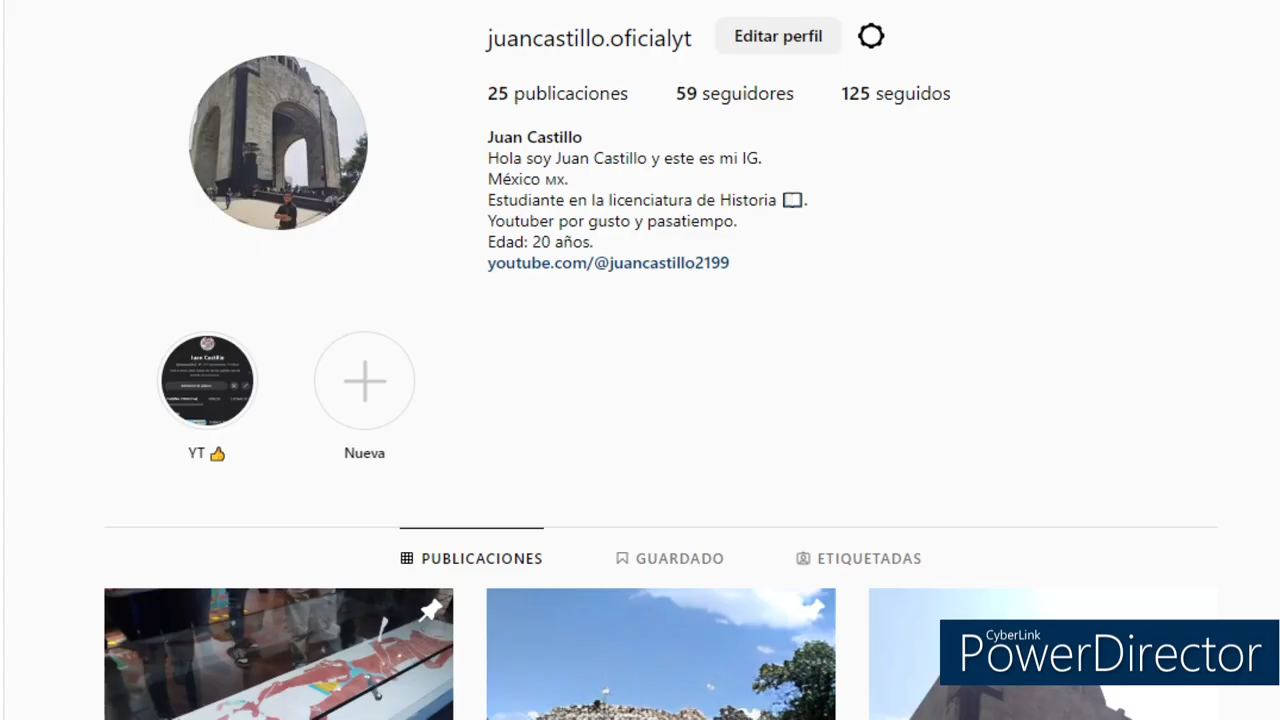 juancastillo.oficialyt Editar perfil
25 publicaciones 59 seguidores 125 seguidos
Juan Castillo
Hola soy Juan Castillo y este es mi IG.
México MX.
Estudiante en la licenciatura de Historia 📖.
Youtuber por gusto y pasatiempo.
Edad: 20 años.
youtube.com/@juancastillo2199
Juan Castillo
YT 👍 Nueva
PUBLICACIONES GUARDADO ETIQUETADAS
CyberLink
PowerDirector